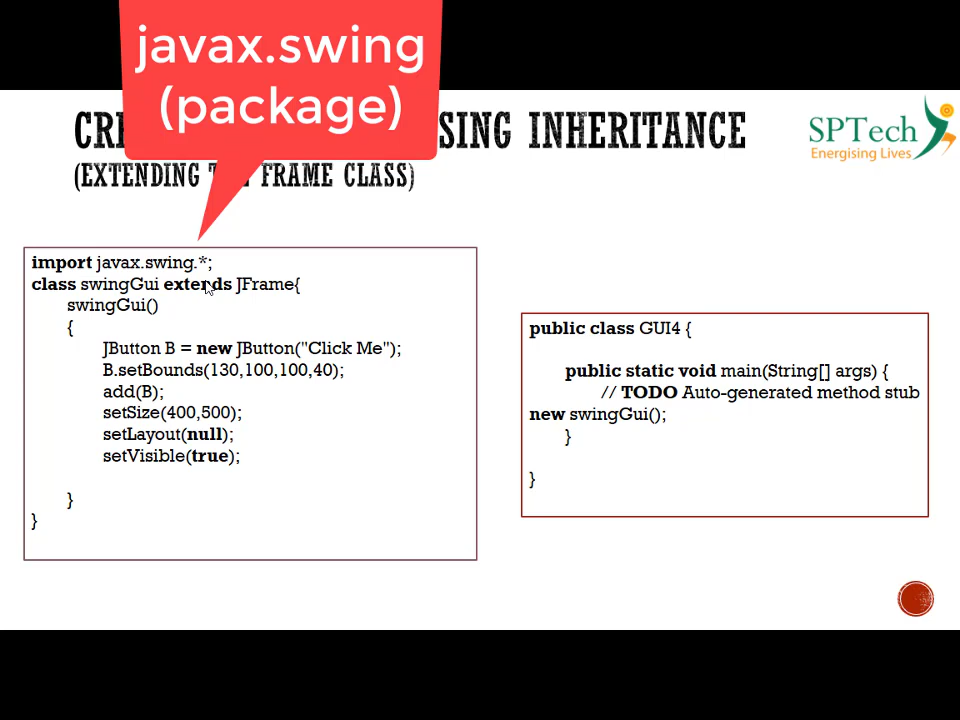 javax.swing
(package)
SING INHERITANCE
(EXTENDING FRAME CLASS)
SPTech
Energising Lives
import javax.swing.*;
class swingGui extends JFrame{
swingGui()
{
JButton B = new JButton("Click Me");
B.setBounds(130,100,100,40);
add(B);
setSize(400,500);
setLayout(null);
setVisible(true);
}
}
public class GUI4 {
public static void main(String[] args) {
// TODO Auto-generated method stub
new swingGui();
}
}